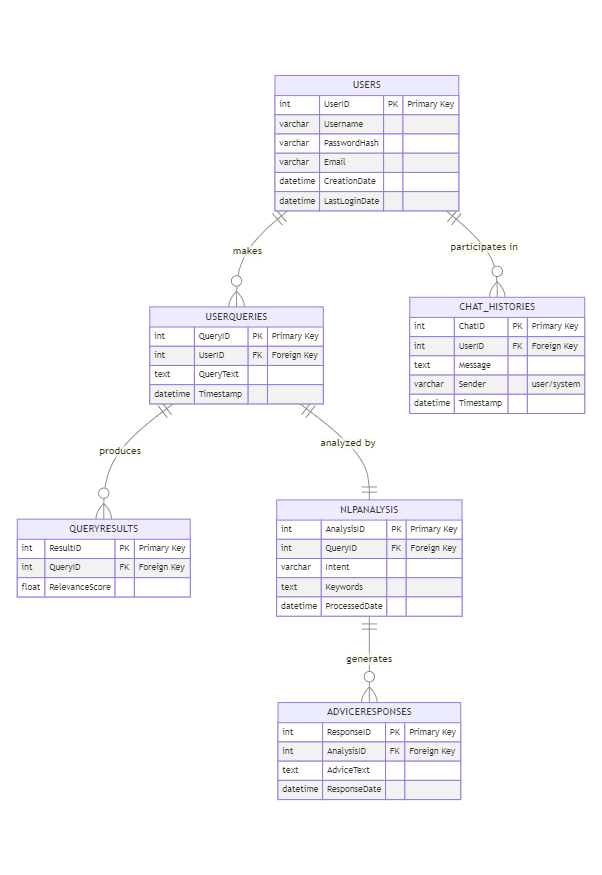 USERS
int UserID PK Primary Key
varchar Username
varchar PasswordHash
varchar Email
datetime CreationDate
datetime LastLoginDate
makes
participates in
USERQUERIES
int QueryID PK Primary Key
int UserID FK Foreign Key
text QueryText
datetime Timestamp
CHAT_HISTORIES
int ChatID PK Primary Key
int UserID FK Foreign Key
text Message
varchar Sender user/system
datetime Timestamp
produces
analyzed by
QUERYRESULTS
int ResultID PK Primary Key
int QueryID FK Foreign Key
float RelevanceScore
NLPANALYSIS
int AnalysisID PK Primary Key
int QueryID FK Foreign Key
varchar Intent
text Keywords
datetime ProcessedDate
generates
ADVICERESPONSES
int ResponseID PK Primary Key
int AnalysisID FK Foreign Key
text AdviceText
datetime ResponseDate